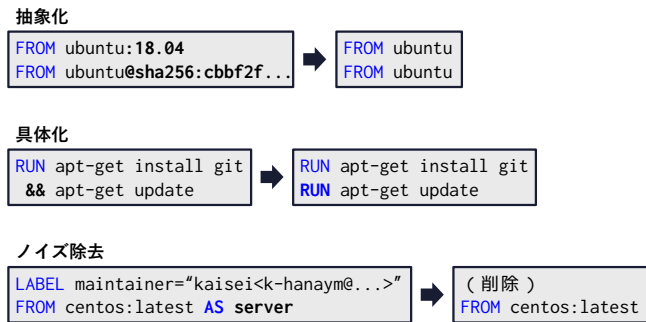 抽象化
FROM ubuntu:18.04
FROM ubuntu@sha256:cbbf2f...
FROM ubuntu
FROM ubuntu
具体化
RUN apt-get install git
&& apt-get update
RUN apt-get install git
RUN apt-get update
ノイズ除去
LABEL maintainer=“kaisei<k-hanaym@...>”
FROM centos:latest AS server
(削除)
FROM centos:latest